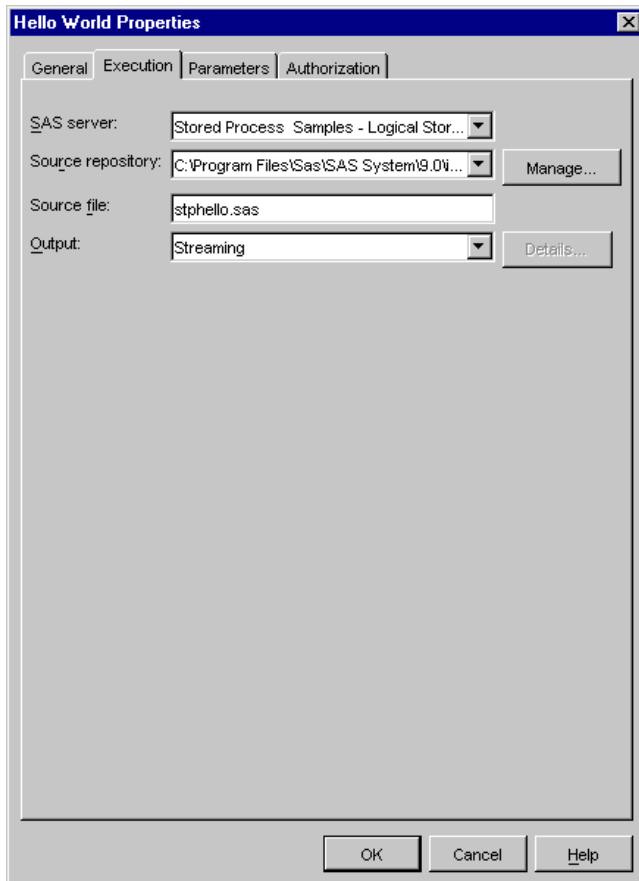 Hello World Properties
General Execution Parameters Authorization
SAS server: Stored Process Samples - Logical Stor...
Source repository: C:\Program Files\Sas\SAS System\9.0\i... Manage...
Source file: stphello.sas
Output: Streaming Details...
OK Cancel Help